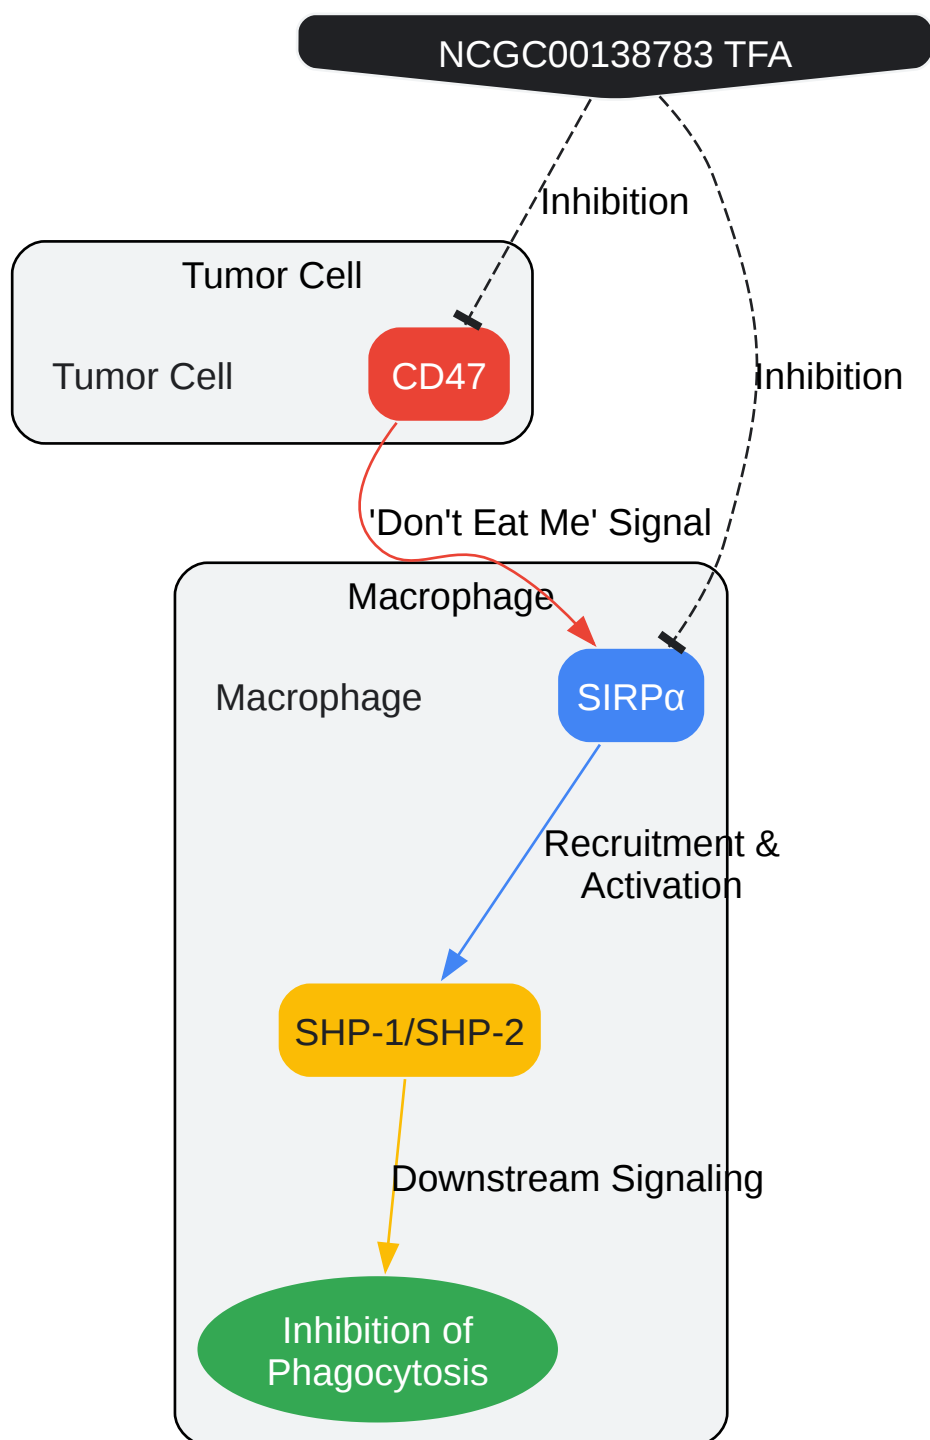 NCGC00138783 TFA
Inhibition
Tumor Cell
Tumor Cell
CD47
Inhibition
'Don't Eat Me' Signal
Macrophage
Macrophage
SIRPα
Recruitment &
Activation
SHP-1/SHP-2
Downstream Signaling
Inhibition of
Phagocytosis